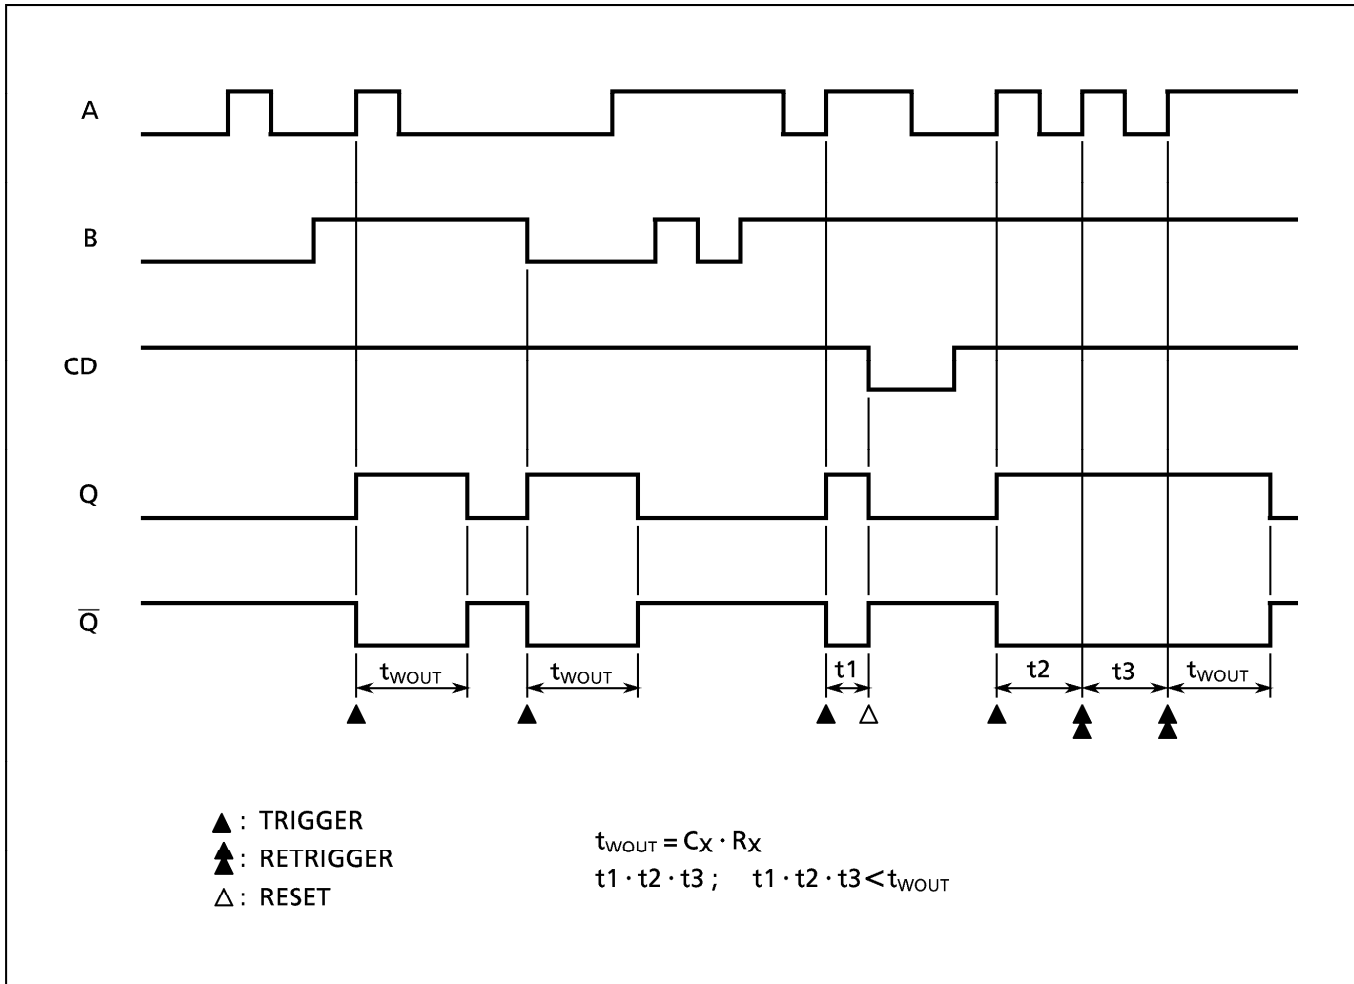 A
B
CD
Q
Q̅
tWOUT tWOUT t1 t2 t3 tWOUT
▲ : TRIGGER
: RETRIGGER
△ : RESET
tWOUT = CX · RX
t1 · t2 · t3 ; t1 · t2 · t3 < tWOUT